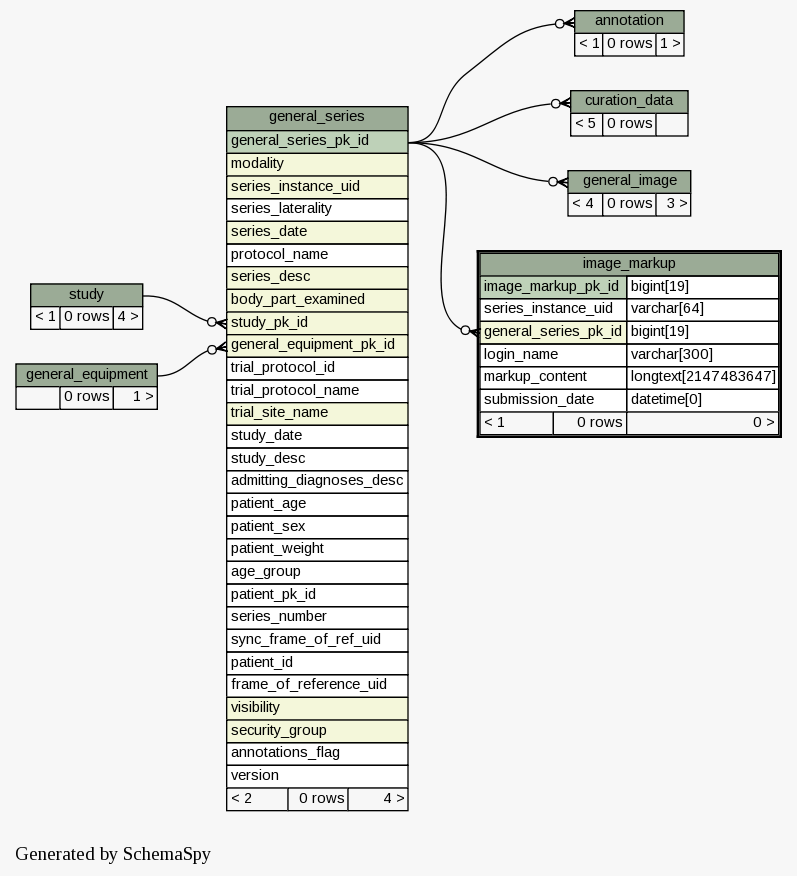 annotation
< 1 0 rows 1 >
curation_data
< 5 0 rows
general_image
< 4 0 rows 3 >
general_series
general_series_pk_id
modality
series_instance_uid
series_laterality
series_date
protocol_name
series_desc
body_part_examined
study_pk_id
general_equipment_pk_id
trial_protocol_id
trial_protocol_name
trial_site_name
study_date
study_desc
admitting_diagnoses_desc
patient_age
patient_sex
patient_weight
age_group
patient_pk_id
series_number
sync_frame_of_ref_uid
patient_id
frame_of_reference_uid
visibility
security_group
annotations_flag
version
< 2 0 rows 4 >
image_markup
image_markup_pk_id bigint[19]
series_instance_uid varchar[64]
general_series_pk_id bigint[19]
login_name varchar[300]
markup_content longtext[2147483647]
submission_date datetime[0]
< 1 0 rows 0 >
study
< 1 0 rows 4 >
general_equipment
0 rows 1 >
Generated by SchemaSpy